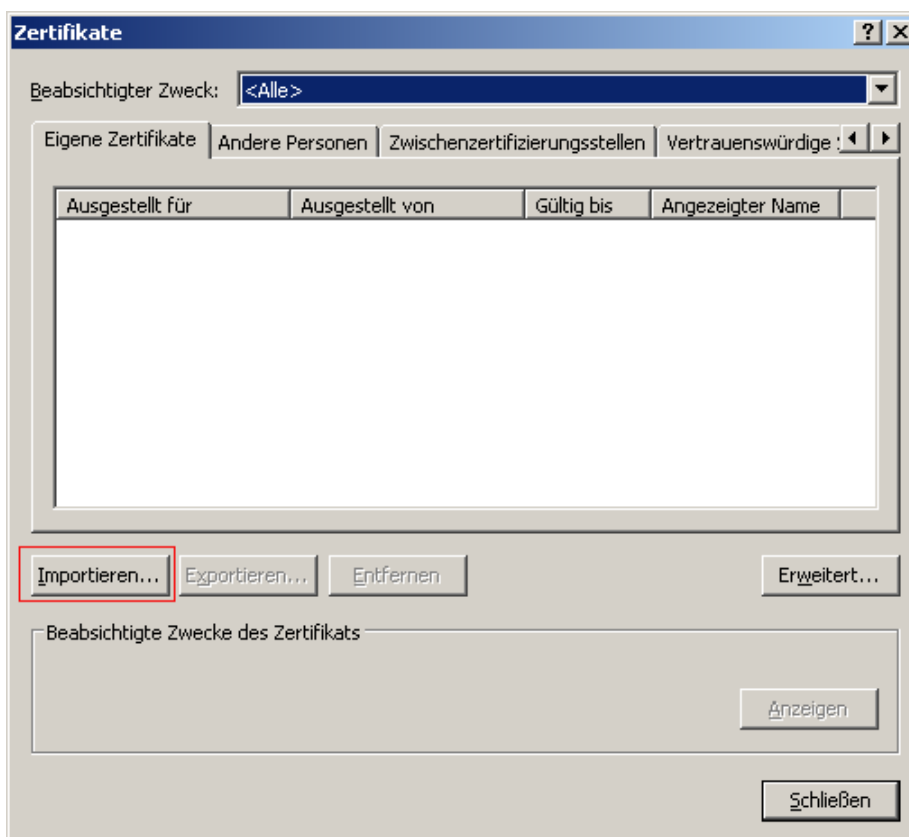 Zertifikate
Beabsichtigter Zweck: <Alle>
Eigene Zertifikate Andere Personen Zwischenzertifizierungsstellen Vertrauenswürdige
Ausgestellt für Ausgestellt von Gültig bis Angezeigter Name
Importieren... Exportieren... Entfernen Erweitert...
Beabsichtigte Zwecke des Zertifikats
Anzeigen
Schließen